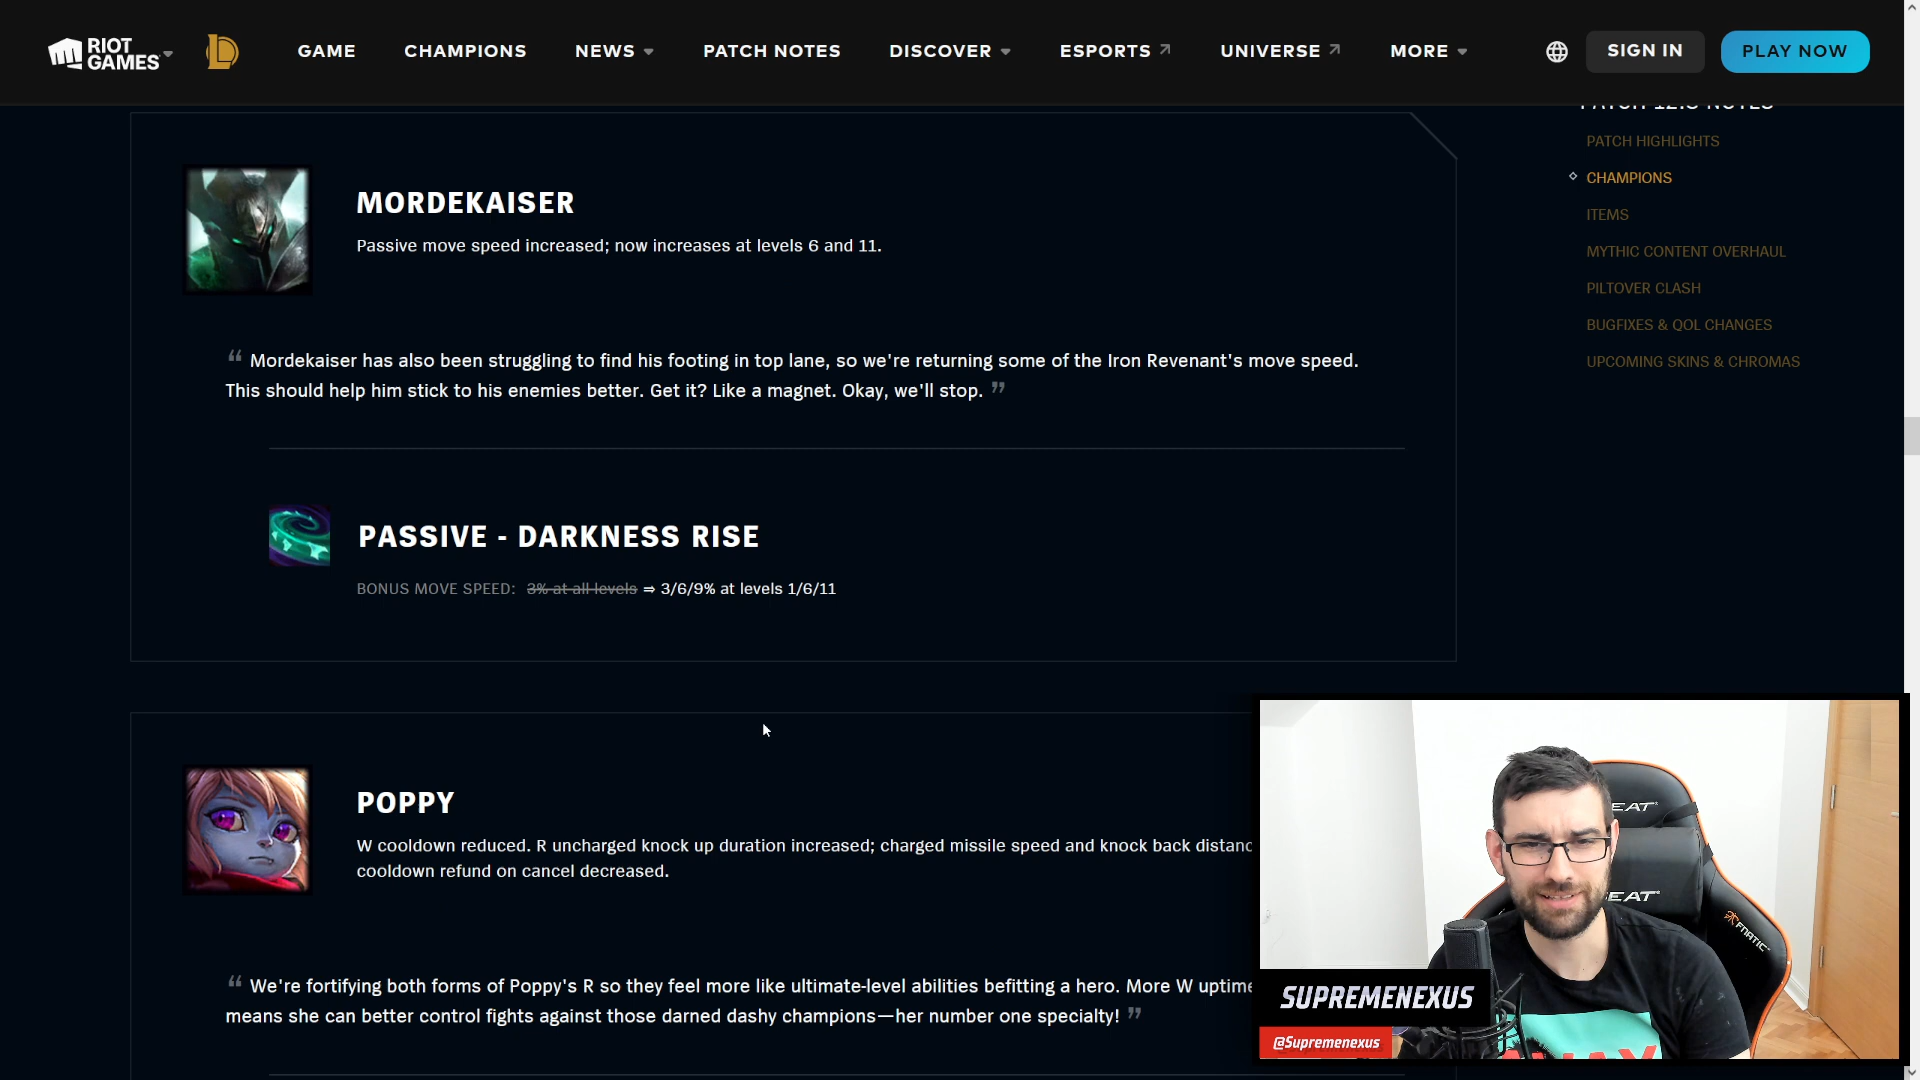 RIOT GAMES
GAME
CHAMPIONS
NEWS
PATCH NOTES
DISCOVER
ESPORTS
UNIVERSE
MORE
SIGN IN
PLAY NOW
PATCH HIGHLIGHTS
CHAMPIONS
ITEMS
MYTHIC CONTENT OVERHAUL
PILTOVER CLASH
BUGFIXES & QOL CHANGES
UPCOMING SKINS & CHROMAS
MORDEKAISER
Passive move speed increased; now increases at levels 6 and 11.
“ Mordekaiser has also been struggling to find his footing in top lane, so we're returning some of the Iron Revenant's move speed.
This should help him stick to his enemies better. Get it? Like a magnet. Okay, we'll stop. ”
PASSIVE - DARKNESS RISE
BONUS MOVE SPEED: 3% at all levels ⇒ 3/6/9% at levels 1/6/11
POPPY
W cooldown reduced. R uncharged knock up duration increased; charged missile speed and knock back distanc
cooldown refund on cancel decreased.
“ We're fortifying both forms of Poppy's R so they feel more like ultimate-level abilities befitting a hero. More W uptime
means she can better control fights against those darned dashy champions—her number one specialty! ”
EAT
EAT
FNATIC
SUPREMENEXUS
@Supremenexus